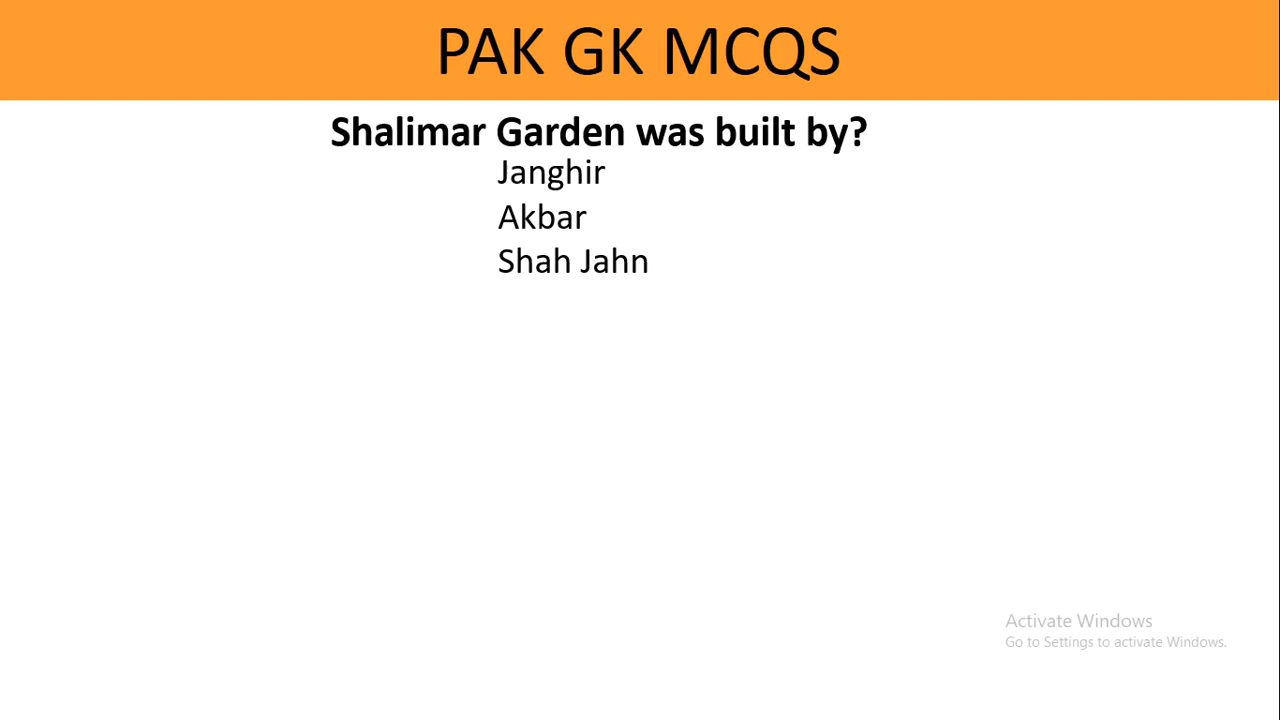 PAK GK MCQS
Shalimar Garden was built by?
Janghir
Akbar
Shah Jahn
Activate Windows
Go to Settings to activate Windows.